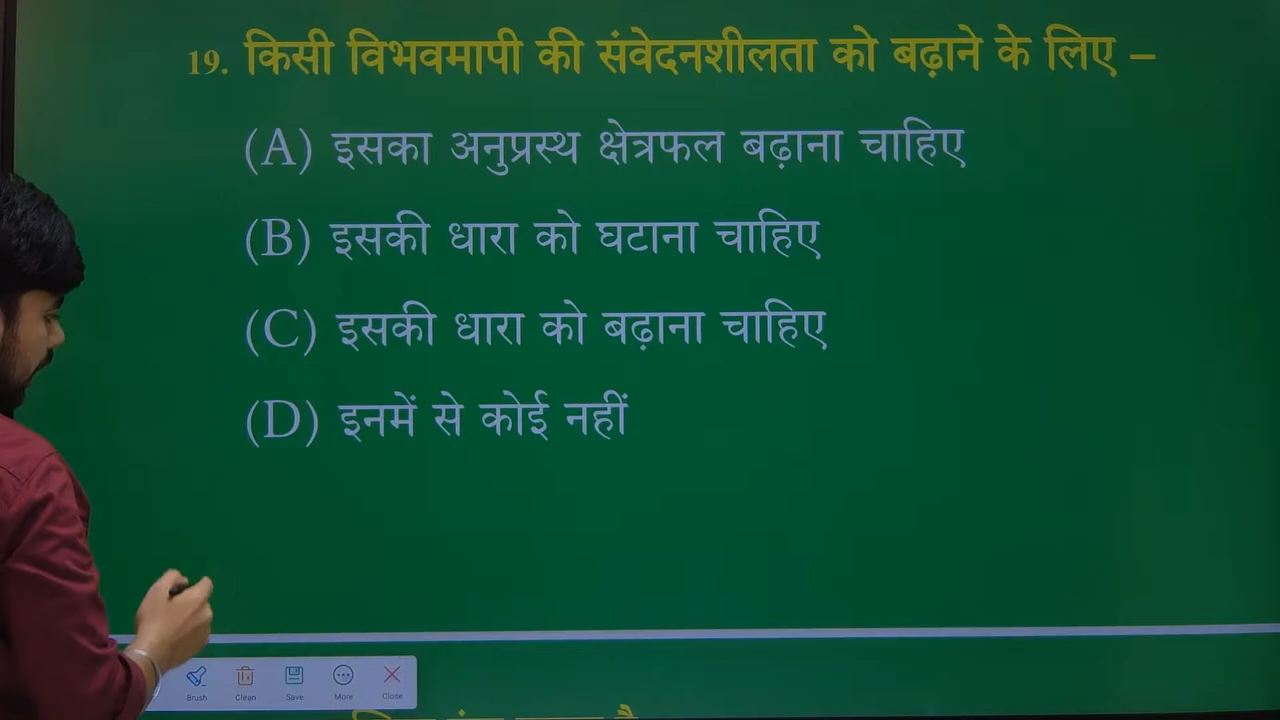 19. किसी विभवमापी की संवेदनशीलता को बढ़ाने के लिए –
(A) इसका अनुप्रस्थ क्षेत्रफल बढ़ाना चाहिए
(B) इसकी धारा को घटाना चाहिए
(C) इसकी धारा को बढ़ाना चाहिए
(D) इनमें से कोई नहीं
Brush Clean Save More Close